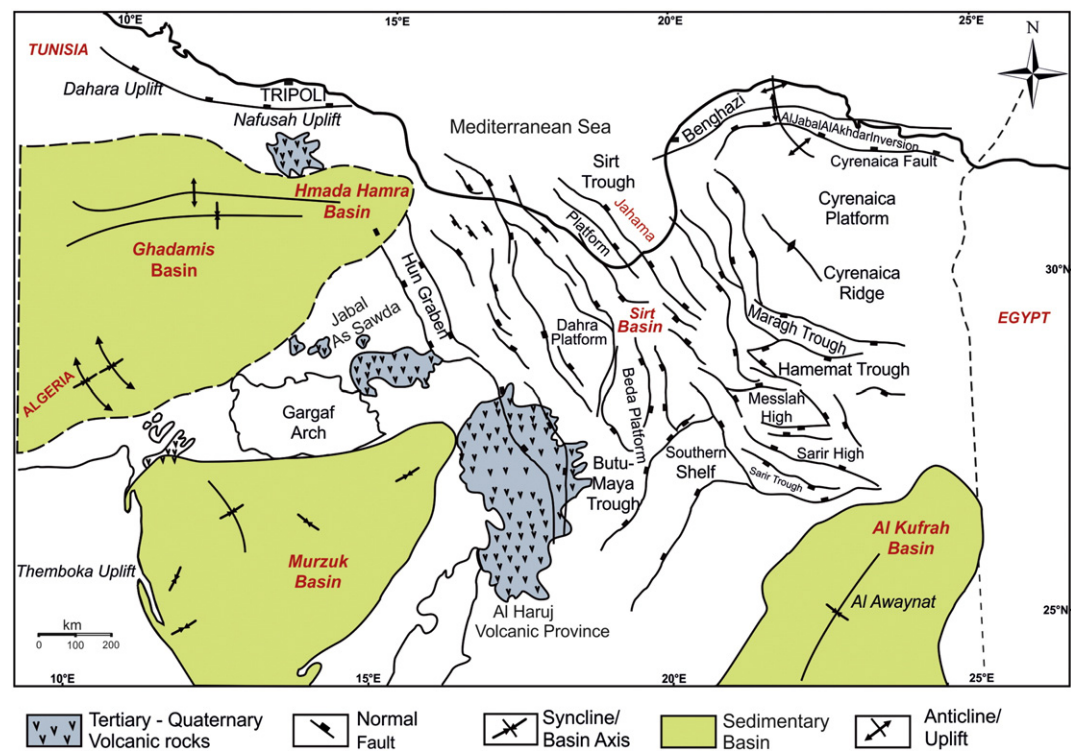 10°E
15°E
20°E
25°E
N
TUNISIA
Dahara Uplift
TRIPOLI
Nafusah Uplift
Mediterranean Sea
Benghazi
AlJabalAlAkhdarInversion
Cyrenaica Fault
Sirt
Trough
Jahama
Platform
Hmada Hamra
Basin
Ghadamis
Basin
Cyrenaica
Platform
Cyrenaica
Ridge
30°N
Hun Graben
Jabal
As Sawda
Dahra
Platform
Sirt
Basin
EGYPT
Maragh Trough
Hamemat Trough
ALGERIA
Gargaf
Arch
Beda Platform
Messlah
High
Butu-
Maya
Trough
Southern
Shelf
Sarir High
Sarir Trough
Al Kufrah
Basin
Murzuk
Basin
Themboka Uplift
Al Haruj
Volcanic Province
Al Awaynat
25°N
km
0 100 200
10°E
15°E
20°E
25°E
Tertiary - Quaternary
Volcanic rocks
Normal
Fault
Syncline/
Basin Axis
Sedimentary
Basin
Anticline/
Uplift